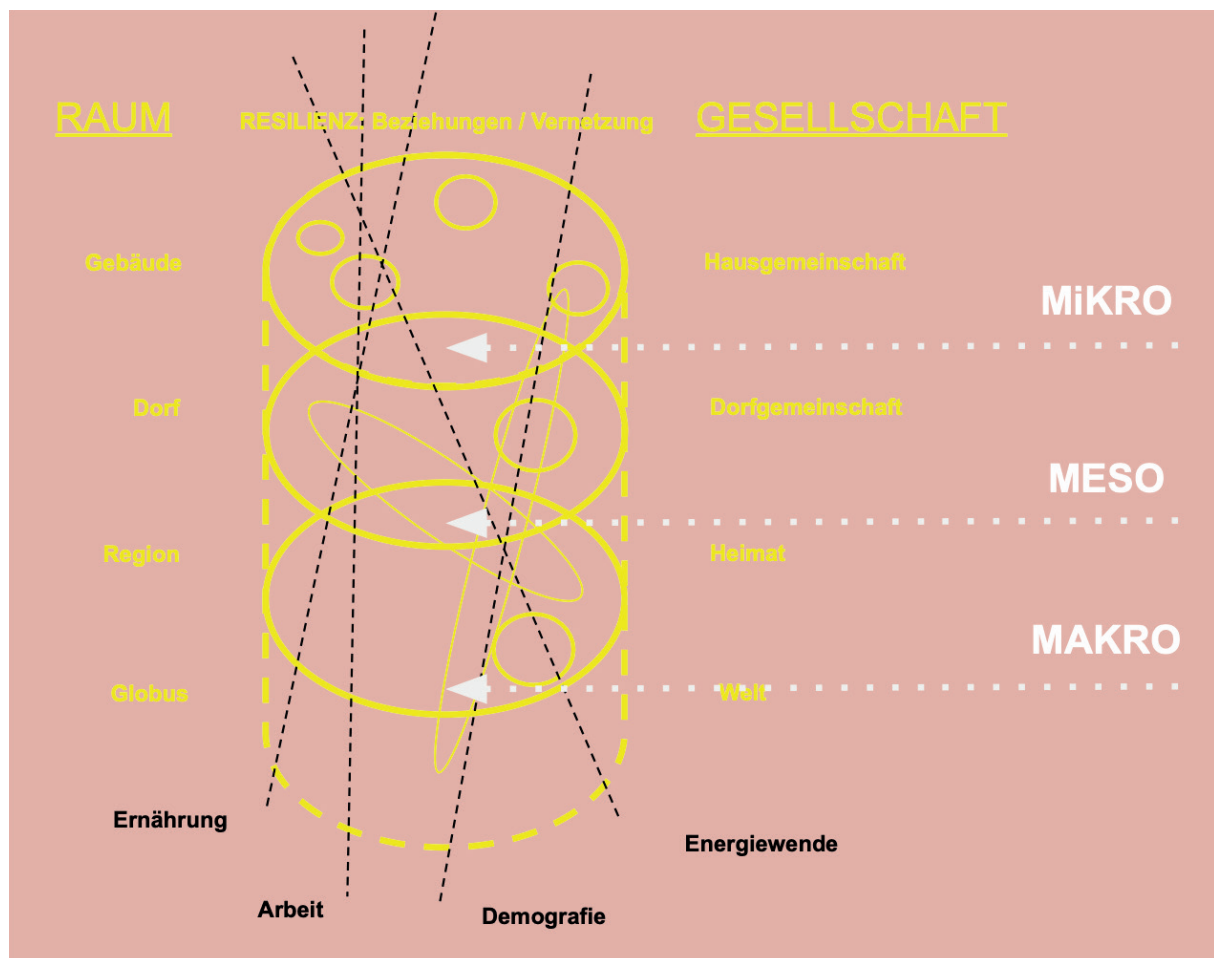 RAUM
RESILIENZ: Beziehungen / Vernetzung
GESELLSCHAFT
Gebäude
Hausgemeinschaft
MiKRO
Dorf
Dorfgemeinschaft
MESO
Region
Heimat
MAKRO
Globus
Welt
Ernährung
Energiewende
Arbeit
Demografie